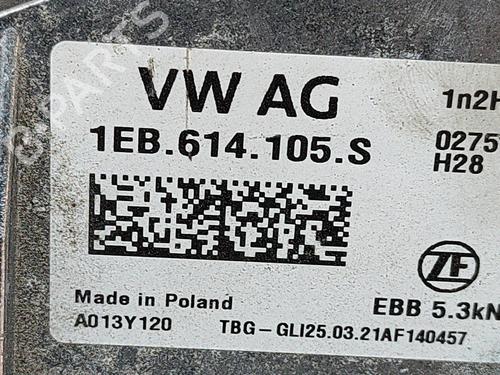 VW AG
1n2H
1EB.614.105.S
0275
H28
ZF
Made in Poland
EBB 5.3kN
A013Y120
TBG-GLI25.03.21AF140457
PARTS